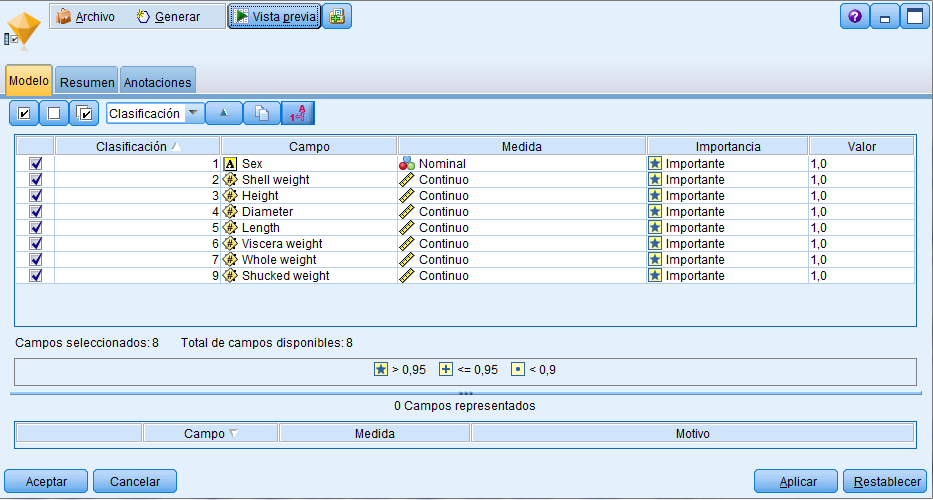 Archivo Generar Vista previa
Modelo Resumen Anotaciones
Clasificación
Clasificación Campo Medida Importancia Valor
1 A Sex Nominal Importante 1,0
2 # Shell weight Continuo Importante 1,0
3 # Height Continuo Importante 1,0
4 # Diameter Continuo Importante 1,0
5 # Length Continuo Importante 1,0
6 # Viscera weight Continuo Importante 1,0
7 # Whole weight Continuo Importante 1,0
9 # Shucked weight Continuo Importante 1,0
Campos seleccionados: 8 Total de campos disponibles: 8
> 0,95 <= 0,95 < 0,9
0 Campos representados
Campo Medida Motivo
Aceptar Cancelar Aplicar Restablecer